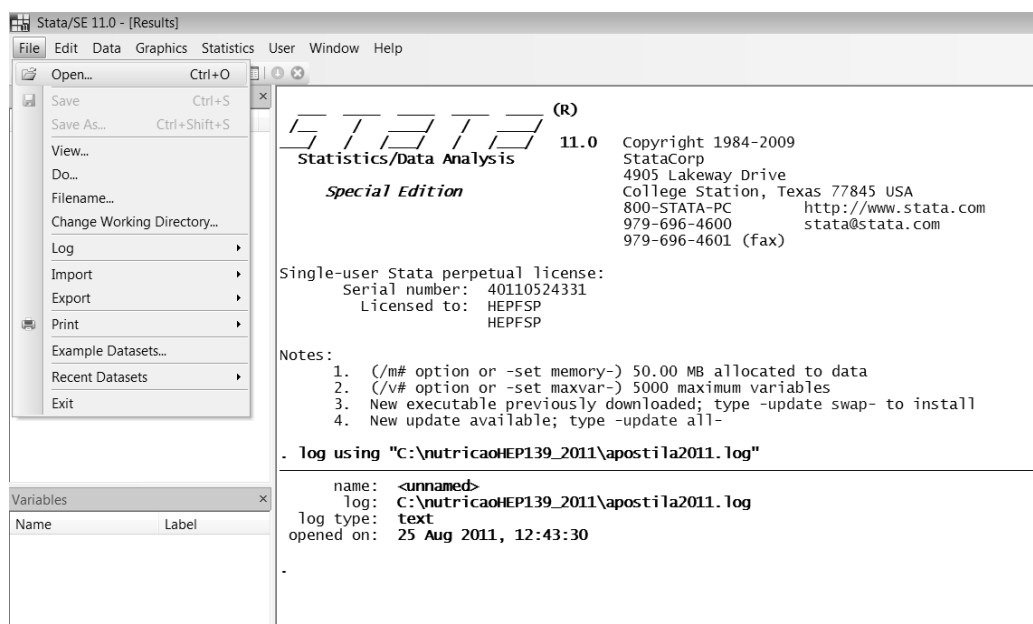 Stata/SE 11.0 - [Results]
File Edit Data Graphics Statistics User Window Help
Open... Ctrl+O
Save Ctrl+S
Save As... Ctrl+Shift+S
View...
Do...
Filename...
Change Working Directory...
Log
Import
Export
Print
Example Datasets...
Recent Datasets
Exit
Variables
Name Label
(R)
11.0 Copyright 1984-2009
Statistics/Data Analysis StataCorp
4905 Lakeway Drive
Special Edition College Station, Texas 77845 USA
800-STATA-PC http://www.stata.com
979-696-4600 stata@stata.com
979-696-4601 (fax)
Single-user Stata perpetual license:
Serial number: 40110524331
Licensed to: HEPFSP
HEPFSP
Notes:
1. (/m# option or -set memory-) 50.00 MB allocated to data
2. (/v# option or -set maxvar-) 5000 maximum variables
3. New executable previously downloaded; type -update swap- to install
4. New update available; type -update all-
. log using "C:\nutricaoHEP139_2011\apostila2011.log"
name: <unnamed>
log: C:\nutricaoHEP139_2011\apostila2011.log
log type: text
opened on: 25 Aug 2011, 12:43:30
.